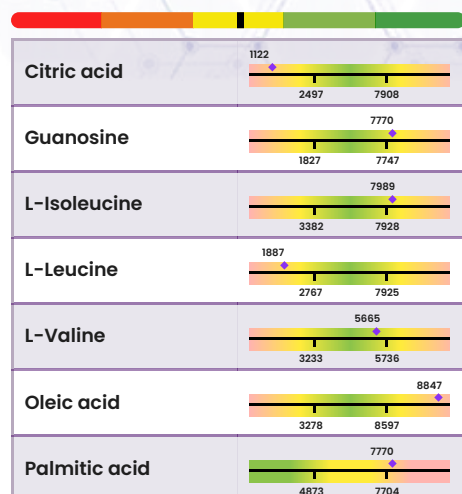 1122
Citric acid
2497 7908
7770
Guanosine
1827 7747
7989
L-Isoleucine
3382 7928
1887
L-Leucine
2767 7925
5665
L-Valine
3233 5736
8847
Oleic acid
3278 8597
7770
Palmitic acid
4873 7704